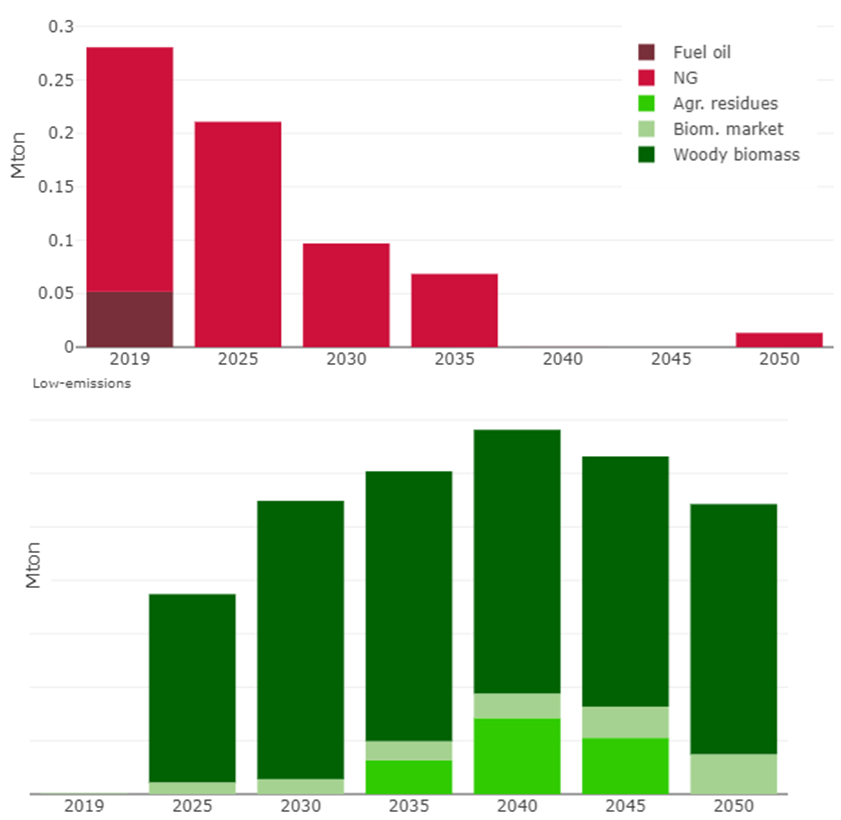 0.3
0.25
0.2
0.15
0.1
0.05
0
Mton
Fuel oil
NG
Agr. residues
Biom. market
Woody biomass
2019 2025 2030 2035 2040 2045 2050
Low-emissions
Mton
2019 2025 2030 2035 2040 2045 2050